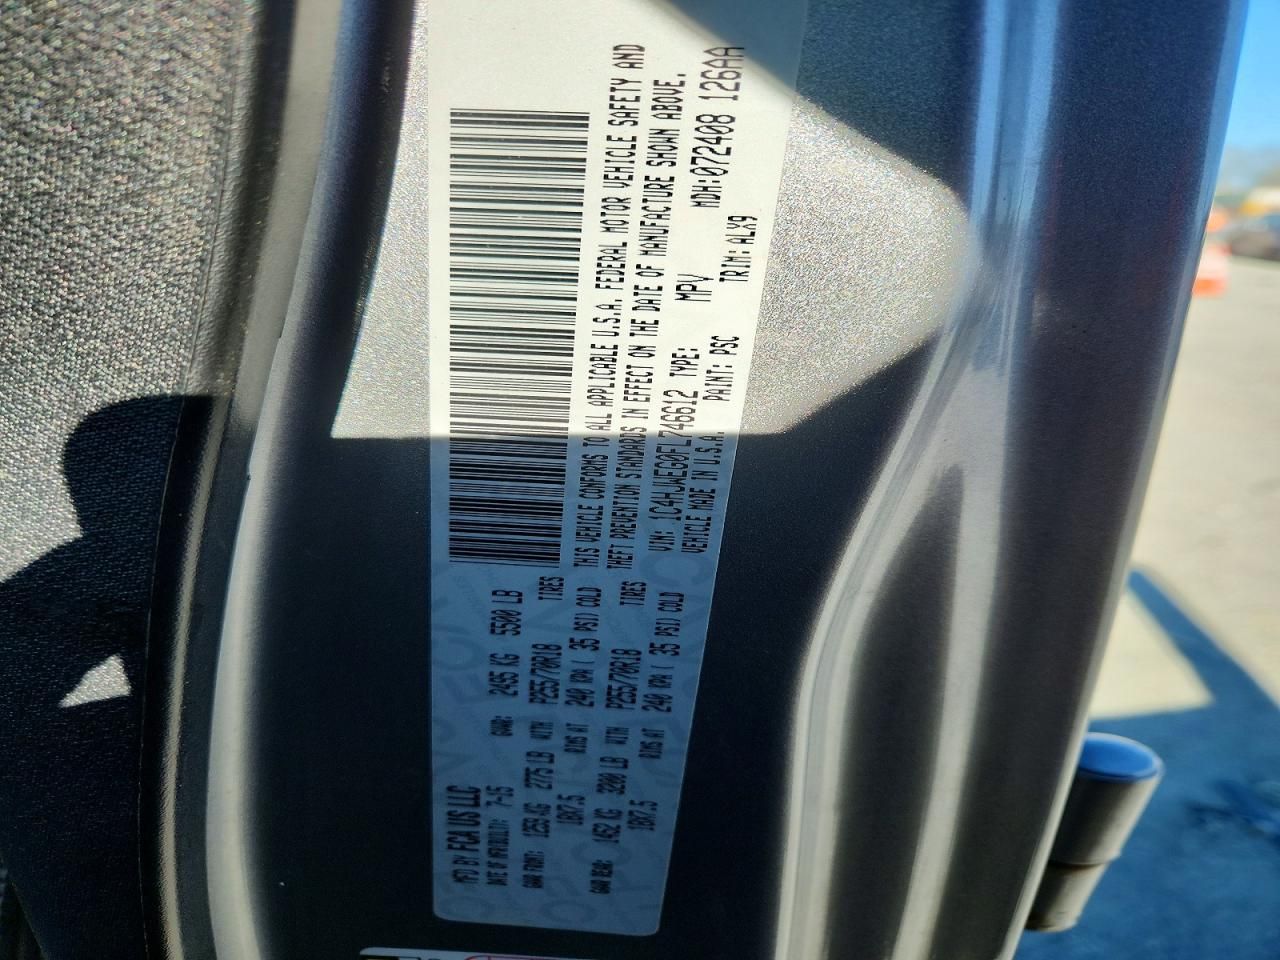 MFD BY FCA US LLC
DATE OF MFR(BUILT): 7-15 GVWR: 2495 KG 5500 LB
GAWR FRONT: 1259 KG 2775 LB WITH P255/70R18 TIRES
18X7.5 RIMS AT 240 KPA( 35 PSI) COLD
GAWR REAR: 1452 KG 3200 LB WITH P255/70R18 TIRES
18X7.5 RIMS AT 240 KPA( 35 PSI) COLD
THIS VEHICLE CONFORMS TO ALL APPLICABLE U.S.A. FEDERAL MOTOR VEHICLE SAFETY AND
THEFT PREVENTION STANDARDS IN EFFECT ON THE DATE OF MANUFACTURE SHOWN ABOVE.
VIN: 1C4HJWEG0FL746612 TYPE: MPV MDH:072408 126AA
VEHICLE MADE IN U.S.A. PAINT: PSC TRIM:ALX9